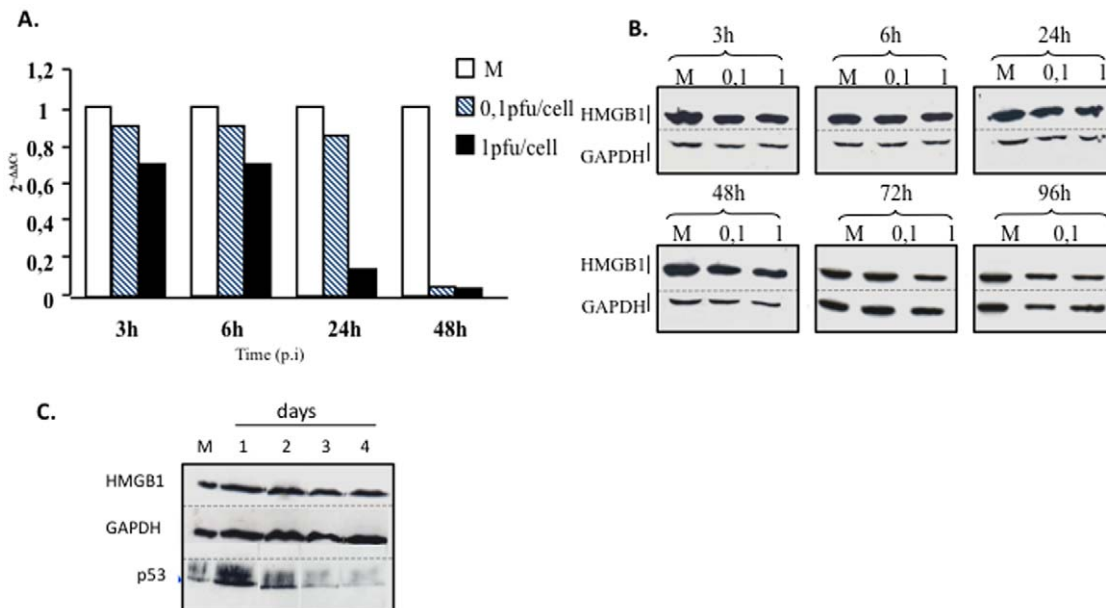 A.
1,2
1
0,8
0,6
0,4
0,2
0
2-ΔΔCt
3h 6h 24h 48h
Time (p.i)
M
0,1pfu/cell
1pfu/cell
B.
3h 6h 24h
M 0,1 1 M 0,1 1 M 0,1 1
HMGB1
GAPDH
48h 72h 96h
M 0,1 1 M 0,1 1 M 0,1 1
HMGB1
GAPDH
C.
days
M 1 2 3 4
HMGB1
GAPDH
p53